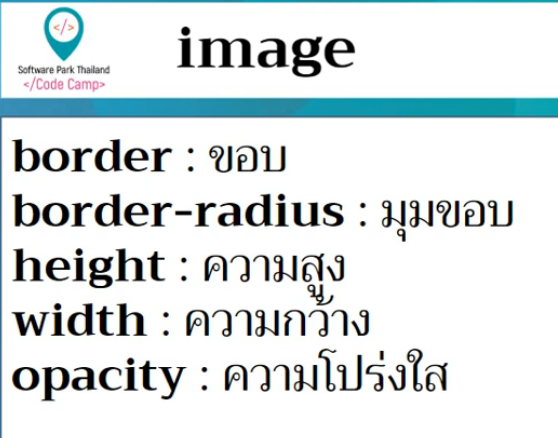 </>
Software Park Thailand
</Code Camp>
image
border : ขอบ
border-radius : มุมขอบ
height : ความสูง
width : ความกว้าง
opacity : ความโปร่งใส